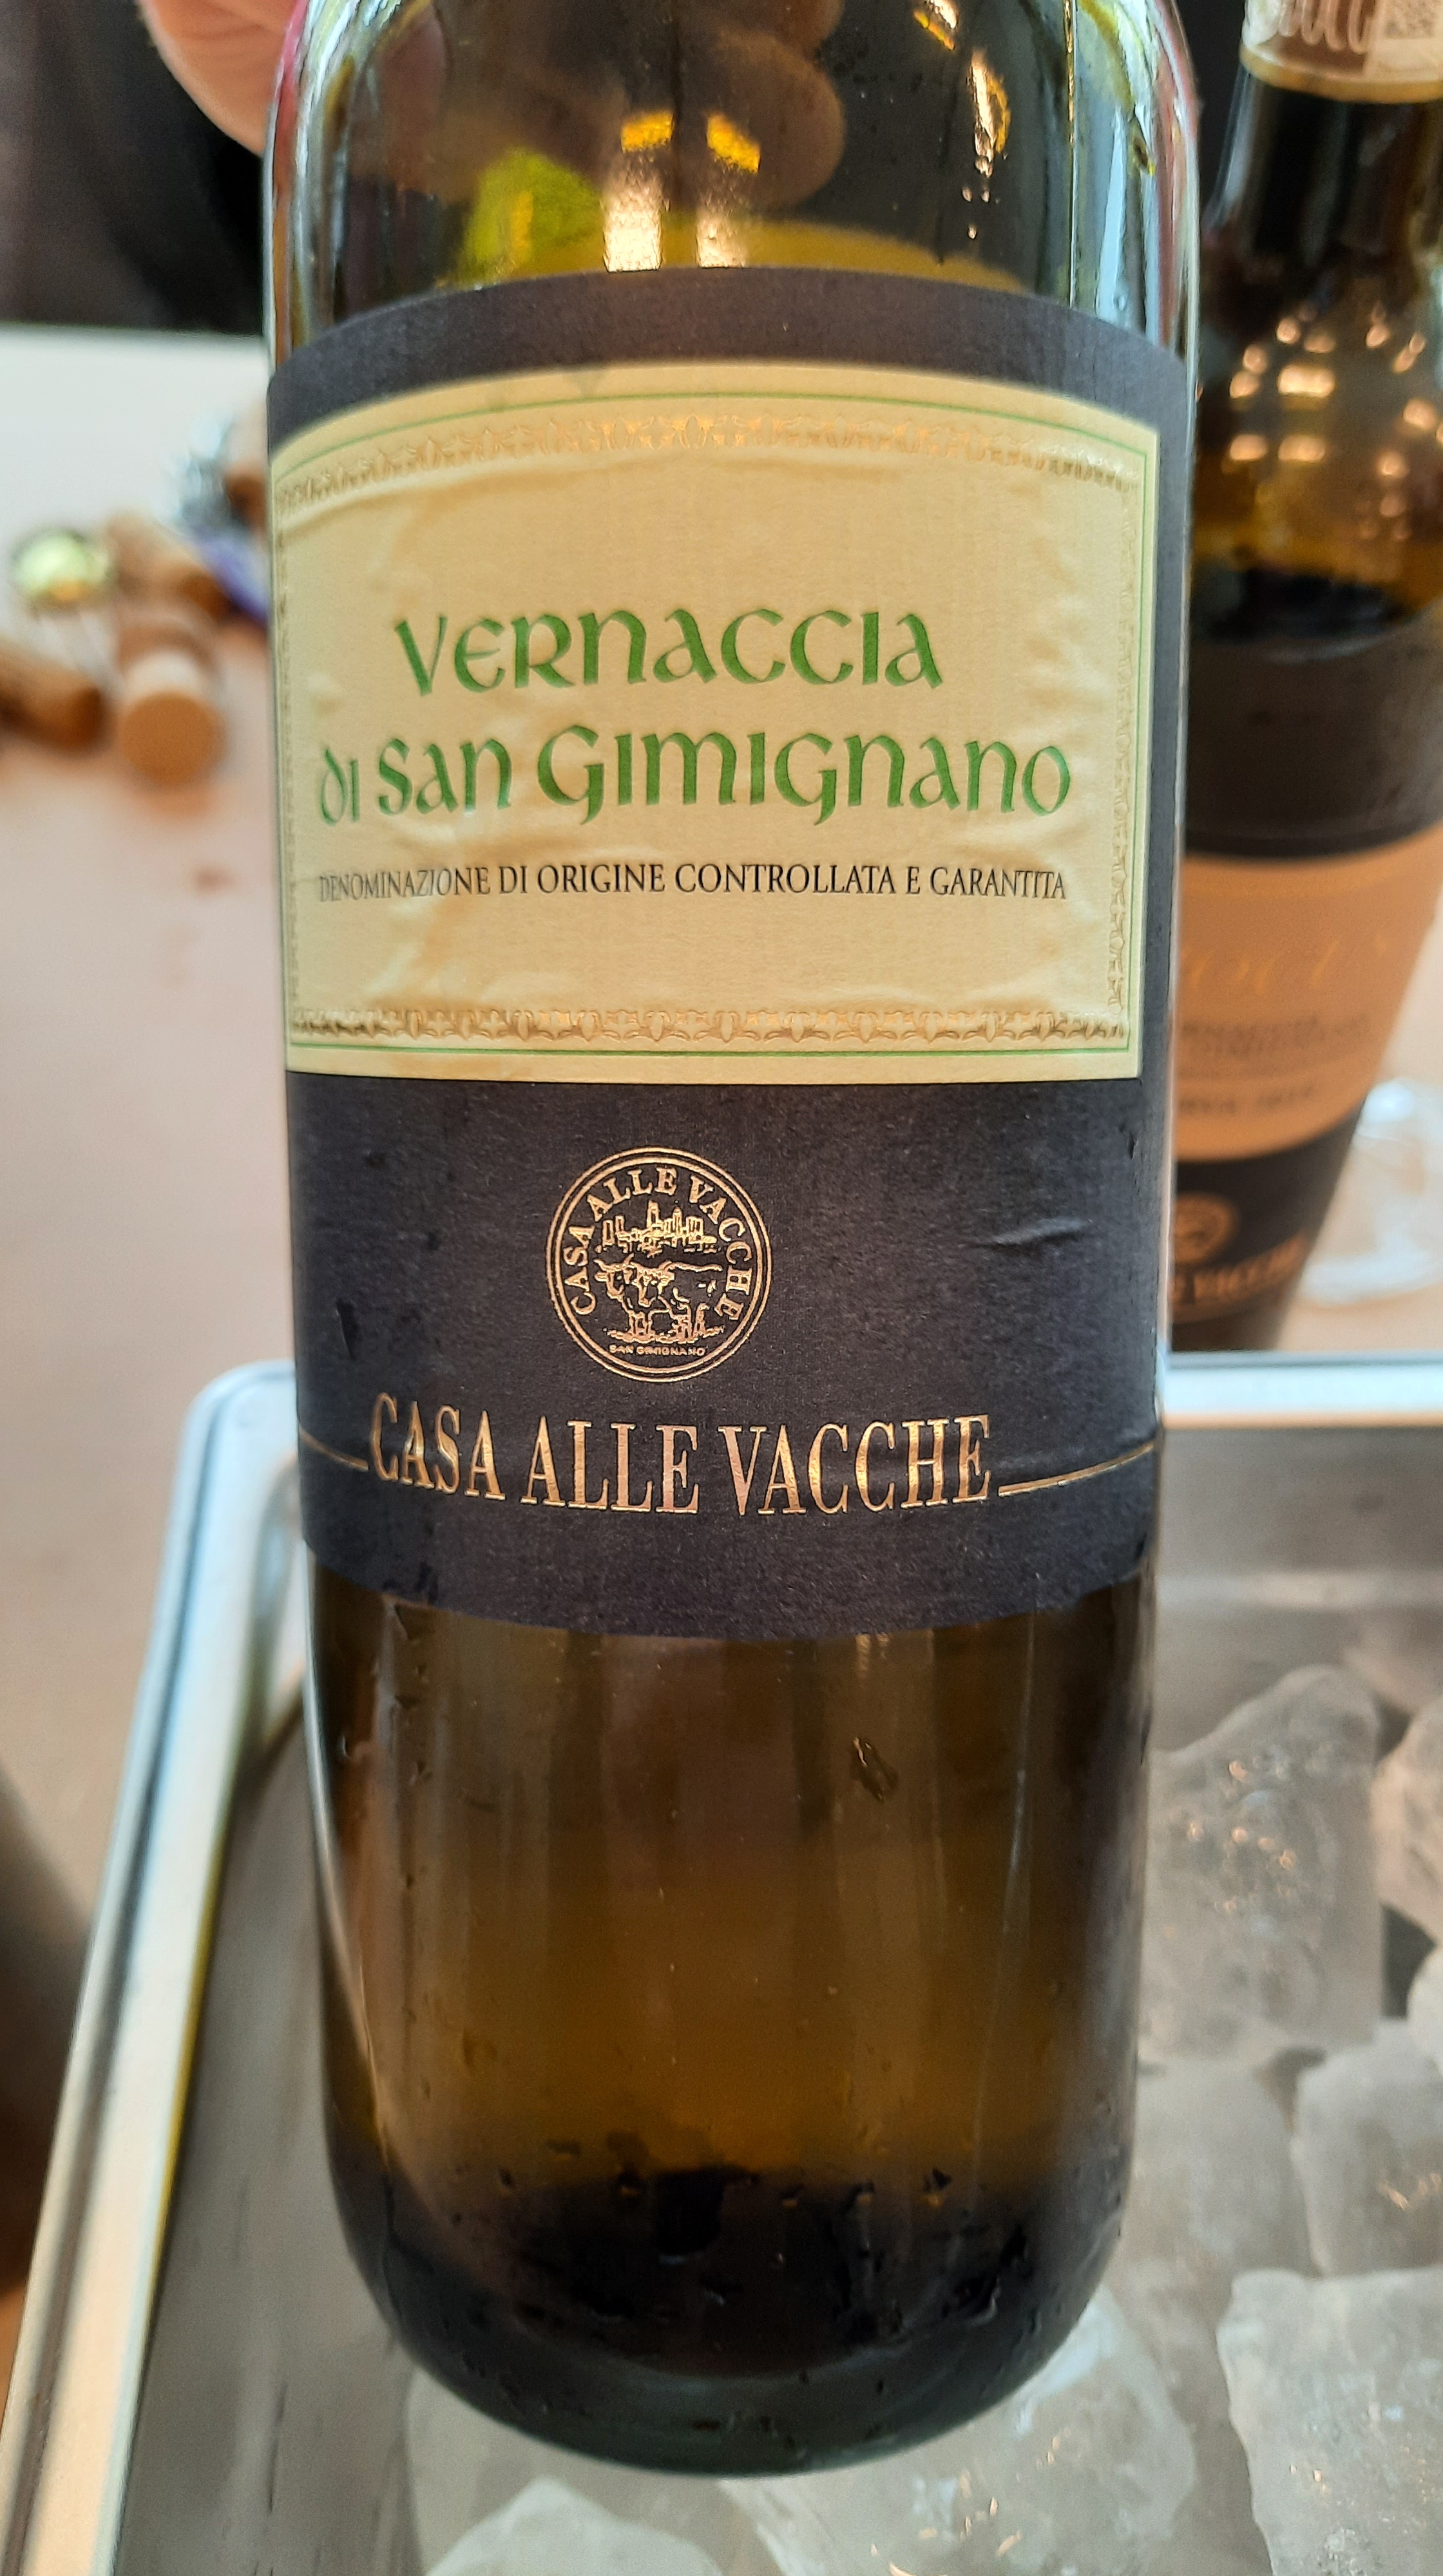 VERNACCIA
di SAN GIMIGNANO
DENOMINAZIONE DI ORIGINE CONTROLLATA E GARANTITA
CASA ALLE VACCHE
SAN GIMIGNANO
CASA ALLE VACCHE